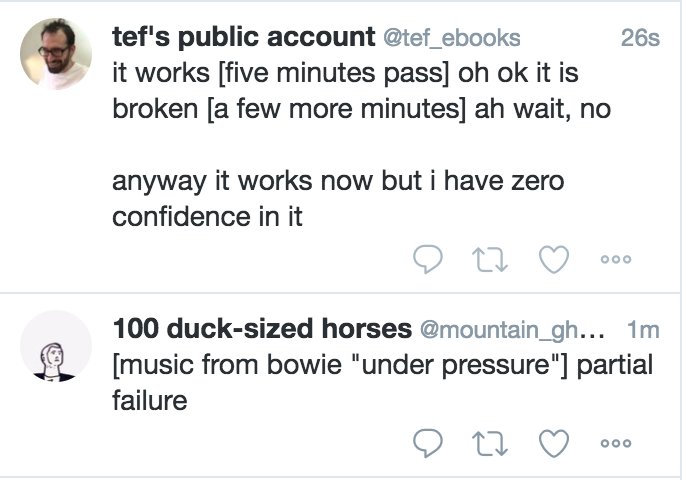 tef's public account @tef_ebooks 26s
it works [five minutes pass] oh ok it is
broken [a few more minutes] ah wait, no
anyway it works now but i have zero
confidence in it
100 duck-sized horses @mountain_gh... 1m
[music from bowie "under pressure"] partial
failure